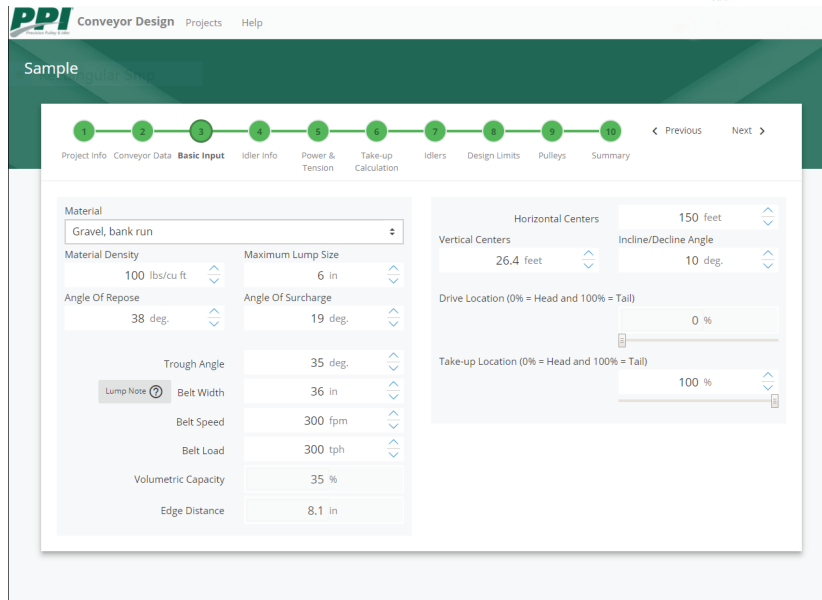 PPI Conveyor Design Projects Help
Precision Pulley & Idler
Sample
1 2 3 4 5 6 7 8 9 10 Previous Next
Project Info Conveyor Data Basic Input Idler Info Power & Tension Take-up Calculation Idlers Design Limits Pulleys Summary
Material
Gravel, bank run
Material Density Maximum Lump Size
100 lbs/cu ft 6 in
Angle Of Repose Angle Of Surcharge
38 deg. 19 deg.
Trough Angle 35 deg.
Lump Note ? Belt Width 36 in
Belt Speed 300 fpm
Belt Load 300 tph
Volumetric Capacity 35 %
Edge Distance 8.1 in
Horizontal Centers 150 feet
Vertical Centers Incline/Decline Angle
26.4 feet 10 deg.
Drive Location (0% = Head and 100% = Tail)
0 %
Take-up Location (0% = Head and 100% = Tail)
100 %